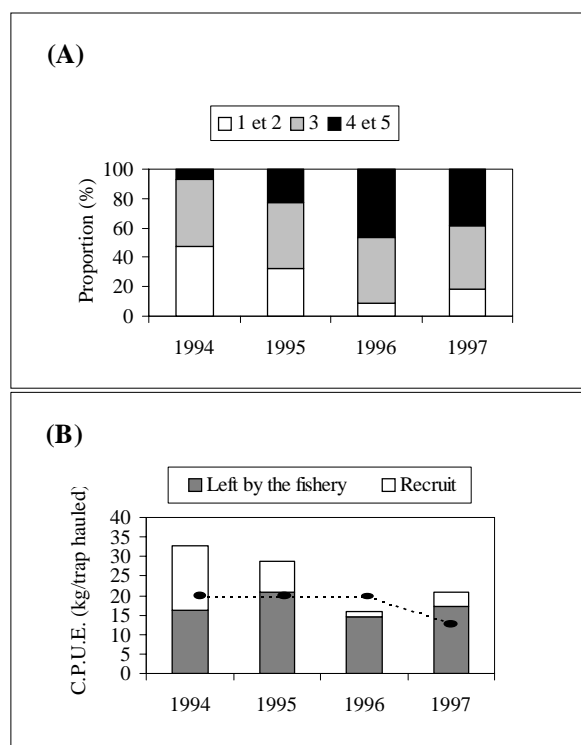 (A)
1 et 2 3 4 et 5
Proportion (%)
100
80
60
40
20
0
1994 1995 1996 1997
(B)
Left by the fishery Recruit
C.P.U.E. (kg/trap hauled)
40
35
30
25
20
15
10
5
0
1994 1995 1996 1997